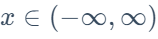 x ∈ (−∞, ∞)